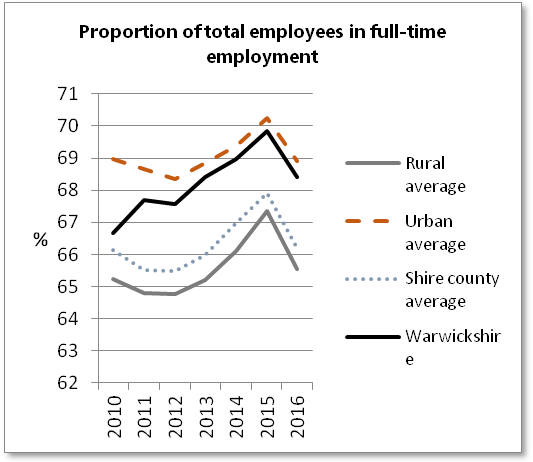 Proportion of total employees in full-time
employment
71
70
69
68
67
66
65
64
63
62
%
2010
2011
2012
2013
2014
2015
2016
Rural
average
Urban
average
Shire county
average
Warwickshir
e